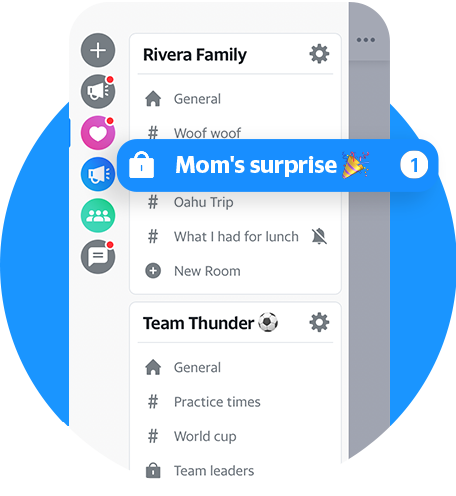 Rivera Family
General
# Woof woof
Mom's surprise 🎉 1
# Oahu Trip
# What I had for lunch
New Room
Team Thunder ⚽
General
# Practice times
# World cup
Team leaders